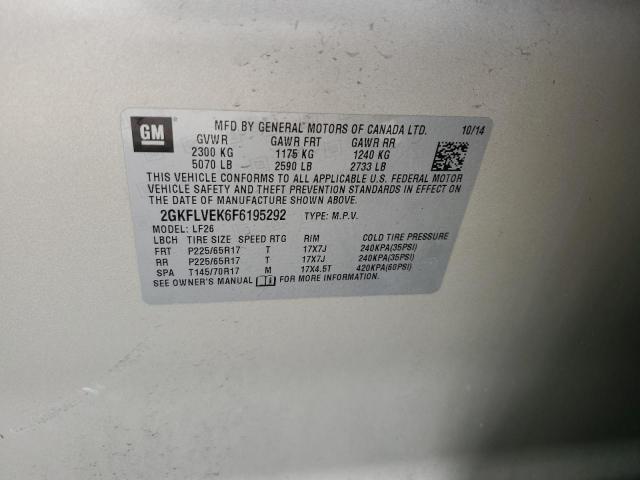 GM
MFD BY GENERAL MOTORS OF CANADA LTD. 10/14
GVWR GAWR FRT GAWR RR
2300 KG 1175 KG 1240 KG
5070 LB 2590 LB 2733 LB
THIS VEHICLE CONFORMS TO ALL APPLICABLE U.S. FEDERAL MOTOR
VEHICLE SAFETY AND THEFT PREVENTION STANDARDS IN EFFECT ON
THE DATE OF MANUFACTURE SHOWN ABOVE.
2GKFLVEK6F6195292 TYPE: M.P.V.
MODEL: LF26
LBCH TIRE SIZE SPEED RTG RIM COLD TIRE PRESSURE
FRT P225/65R17 T 17X7J 240KPA(35PSI)
RR P225/65R17 T 17X7J 240KPA(35PSI)
SPA T145/70R17 M 17X4.5T 420KPA(60PSI)
SEE OWNER'S MANUAL FOR MORE INFORMATION.